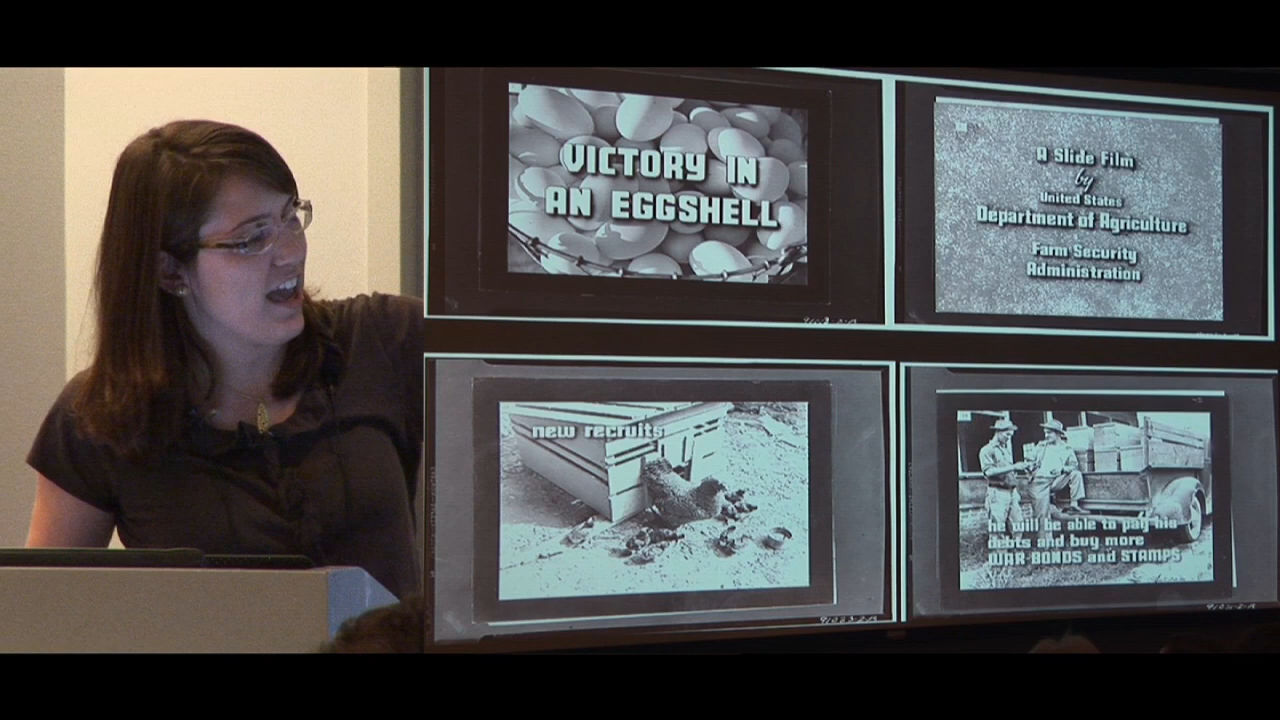 VICTORY IN
AN EGGSHELL
A Slide Film
by
United States
Department of Agriculture
Farm Security
Administration
new recruits
he will be able to pay his
debts and buy more
WAR BONDS and STAMPS